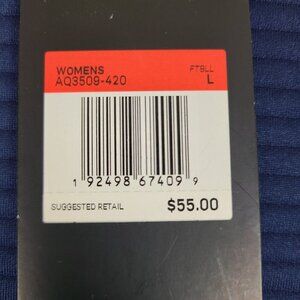 WOMENS FTBLL
AQ3509-420 L
1 92498 67409 9
SUGGESTED RETAIL $55.00